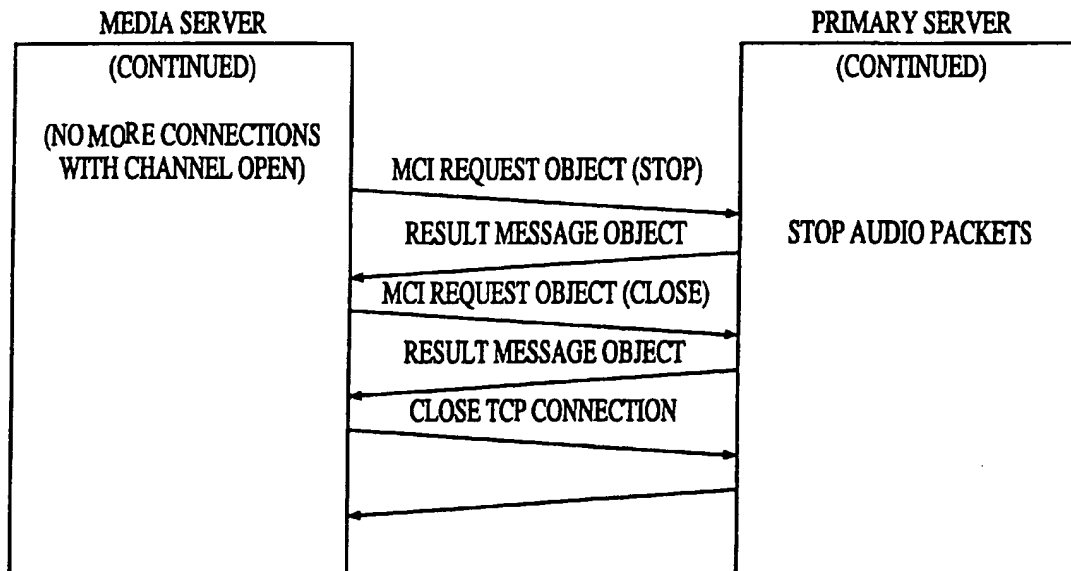 MEDIA SERVER
PRIMARY SERVER
(CONTINUED)
(CONTINUED)
(NO MORE CONNECTIONS
WITH CHANNEL OPEN)
MCI REQUEST OBJECT (STOP)
RESULT MESSAGE OBJECT
STOP AUDIO PACKETS
MCI REQUEST OBJECT (CLOSE)
RESULT MESSAGE OBJECT
CLOSE TCP CONNECTION